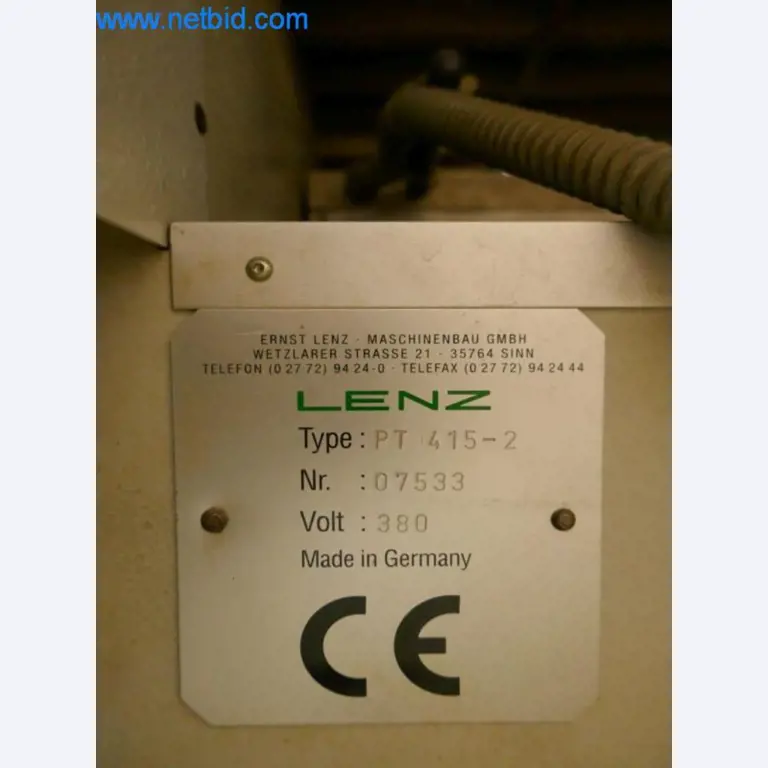 www.netbid.com
ERNST LENZ · MASCHINENBAU GMBH
WETZLARER STRASSE 21 · 35764 SINN
TELEFON (0 27 72) 94 24-0 · TELEFAX (0 27 72) 94 24 44
LENZ
Type : PT 415-2
Nr. : 07533
Volt : 380
Made in Germany
CE